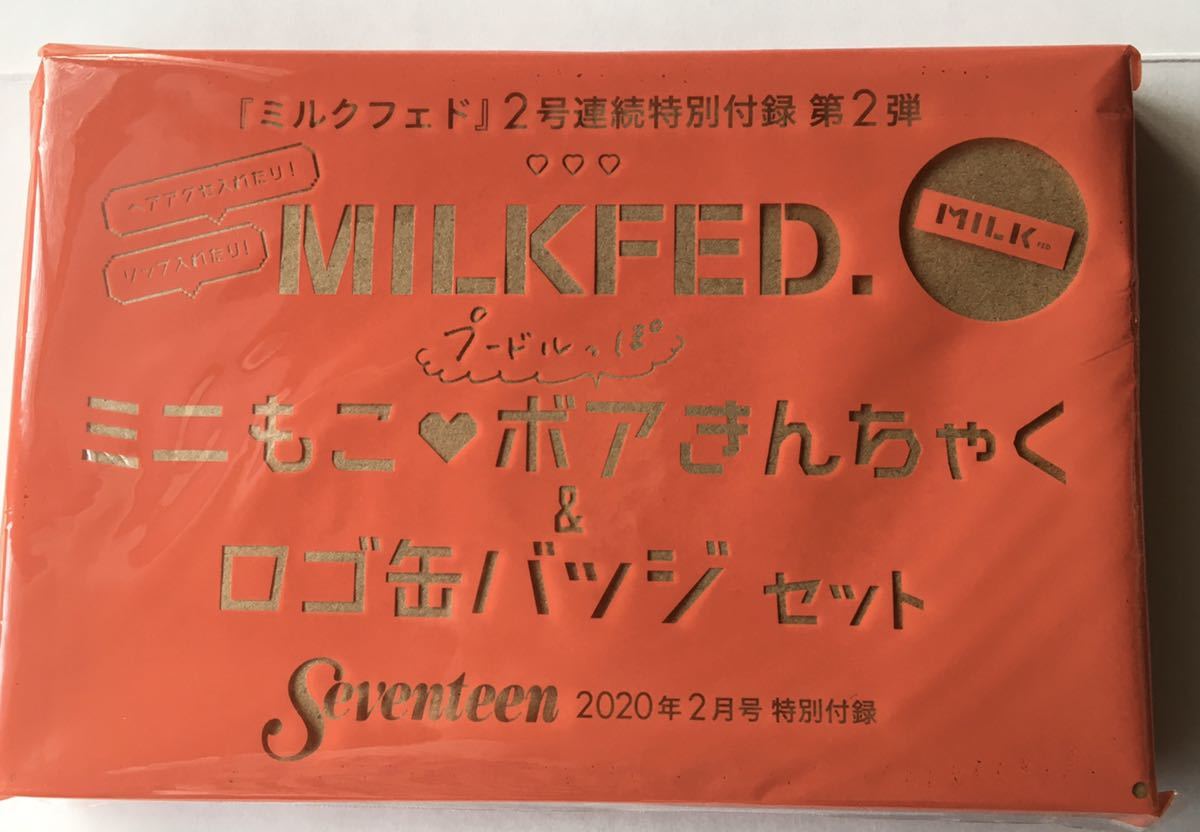 『ミルクフェド』2号連続特別付録 第2弾
♡♡♡
ヘアアクセ入れたり!
リップ入れたり!
MILKFED.
MILK FED
プードルっぽ
ミニもこ♥ボアきんちゃく
&
ロゴ缶バッジ セット
Seventeen 2020年2月号 特別付録